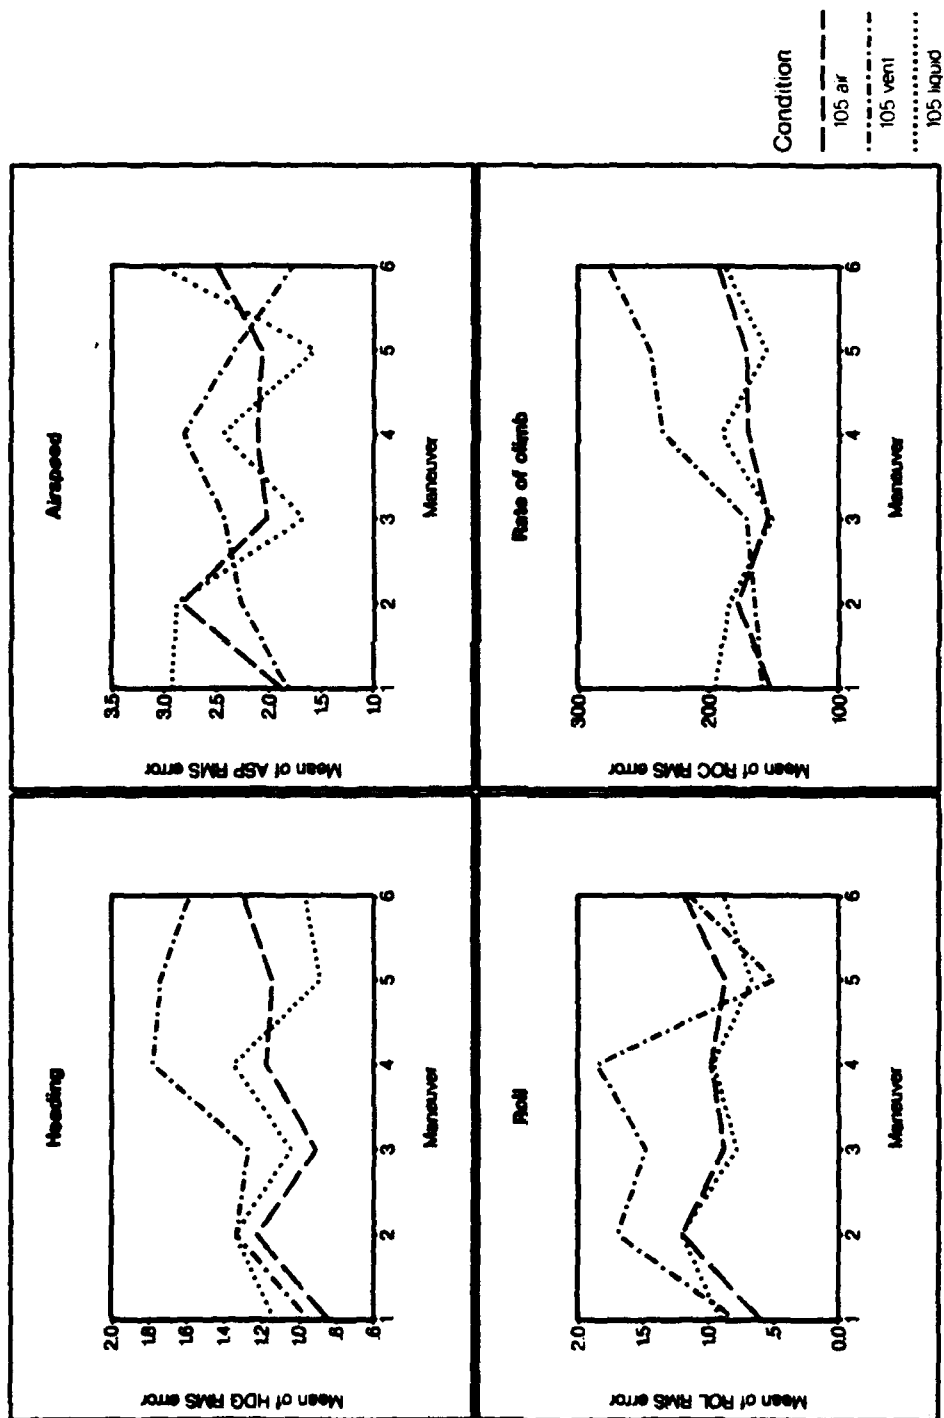 Heading
Mean of HDG RMS error
2.0
1.8
1.6
1.4
1.2
1.0
.8
.6
1 2 3 4 5 6
Maneuver
Airspeed
Mean of ASP RMS error
3.5
3.0
2.5
2.0
1.5
1.0
1 2 3 4 5 6
Maneuver
Roll
Mean of ROL RMS error
2.0
1.5
1.0
.5
0.0
1 2 3 4 5 6
Maneuver
Rate of climb
Mean of ROC RMS error
300
200
100
1 2 3 4 5 6
Maneuver
Condition
105 air
105 vent
105 liquid